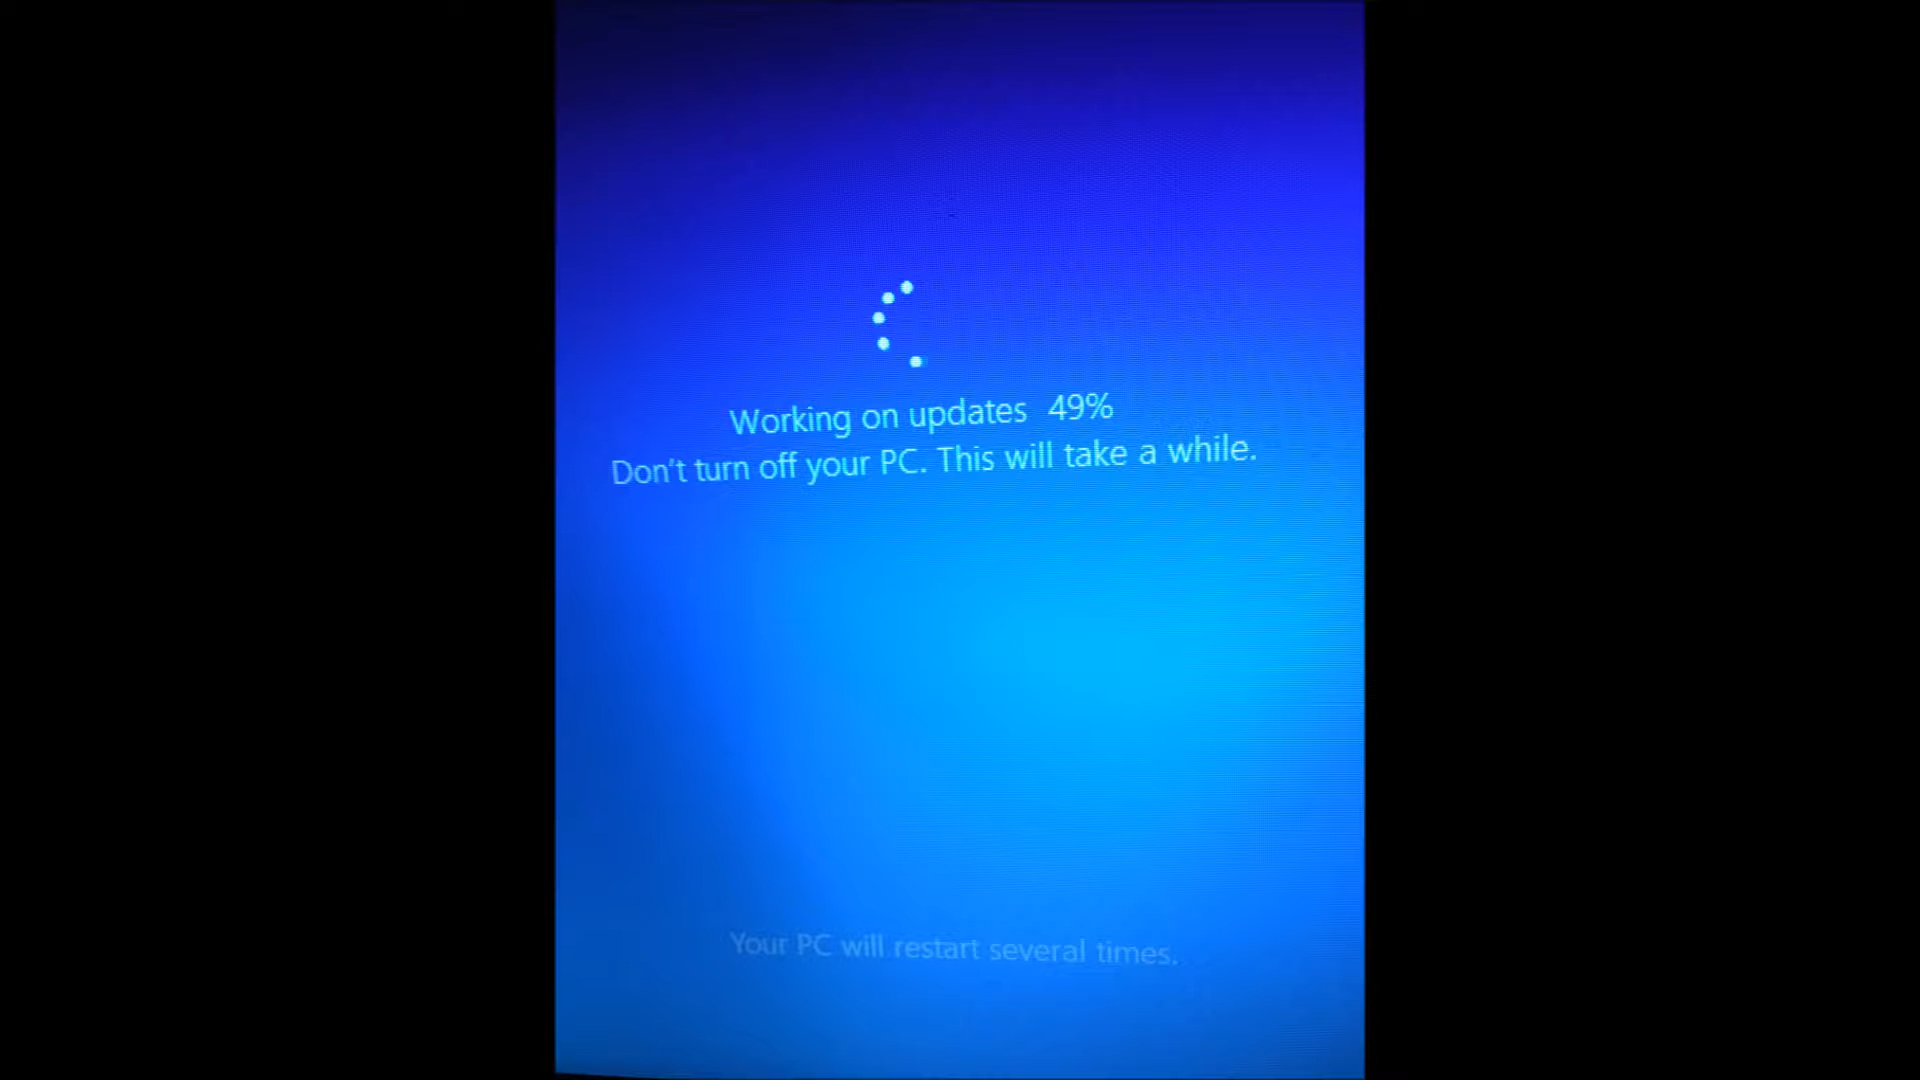 Working on updates 49%
Don't turn off your PC. This will take a while.
Your PC will restart several times.